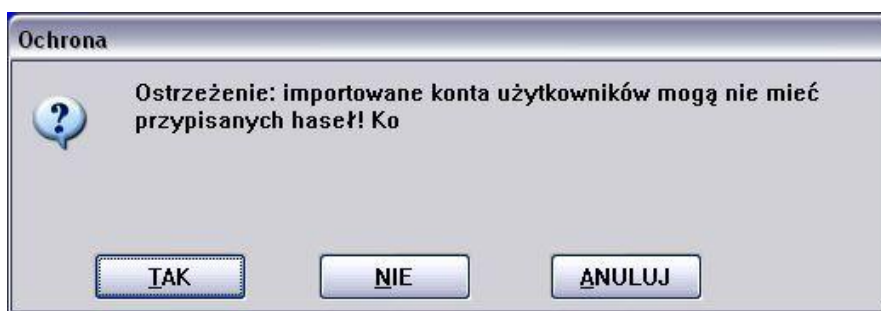 Ochrona
Ostrzeżenie: importowane konta użytkowników mogą nie mieć
przypisanych haseł! Ko
TAK
NIE
ANULUJ